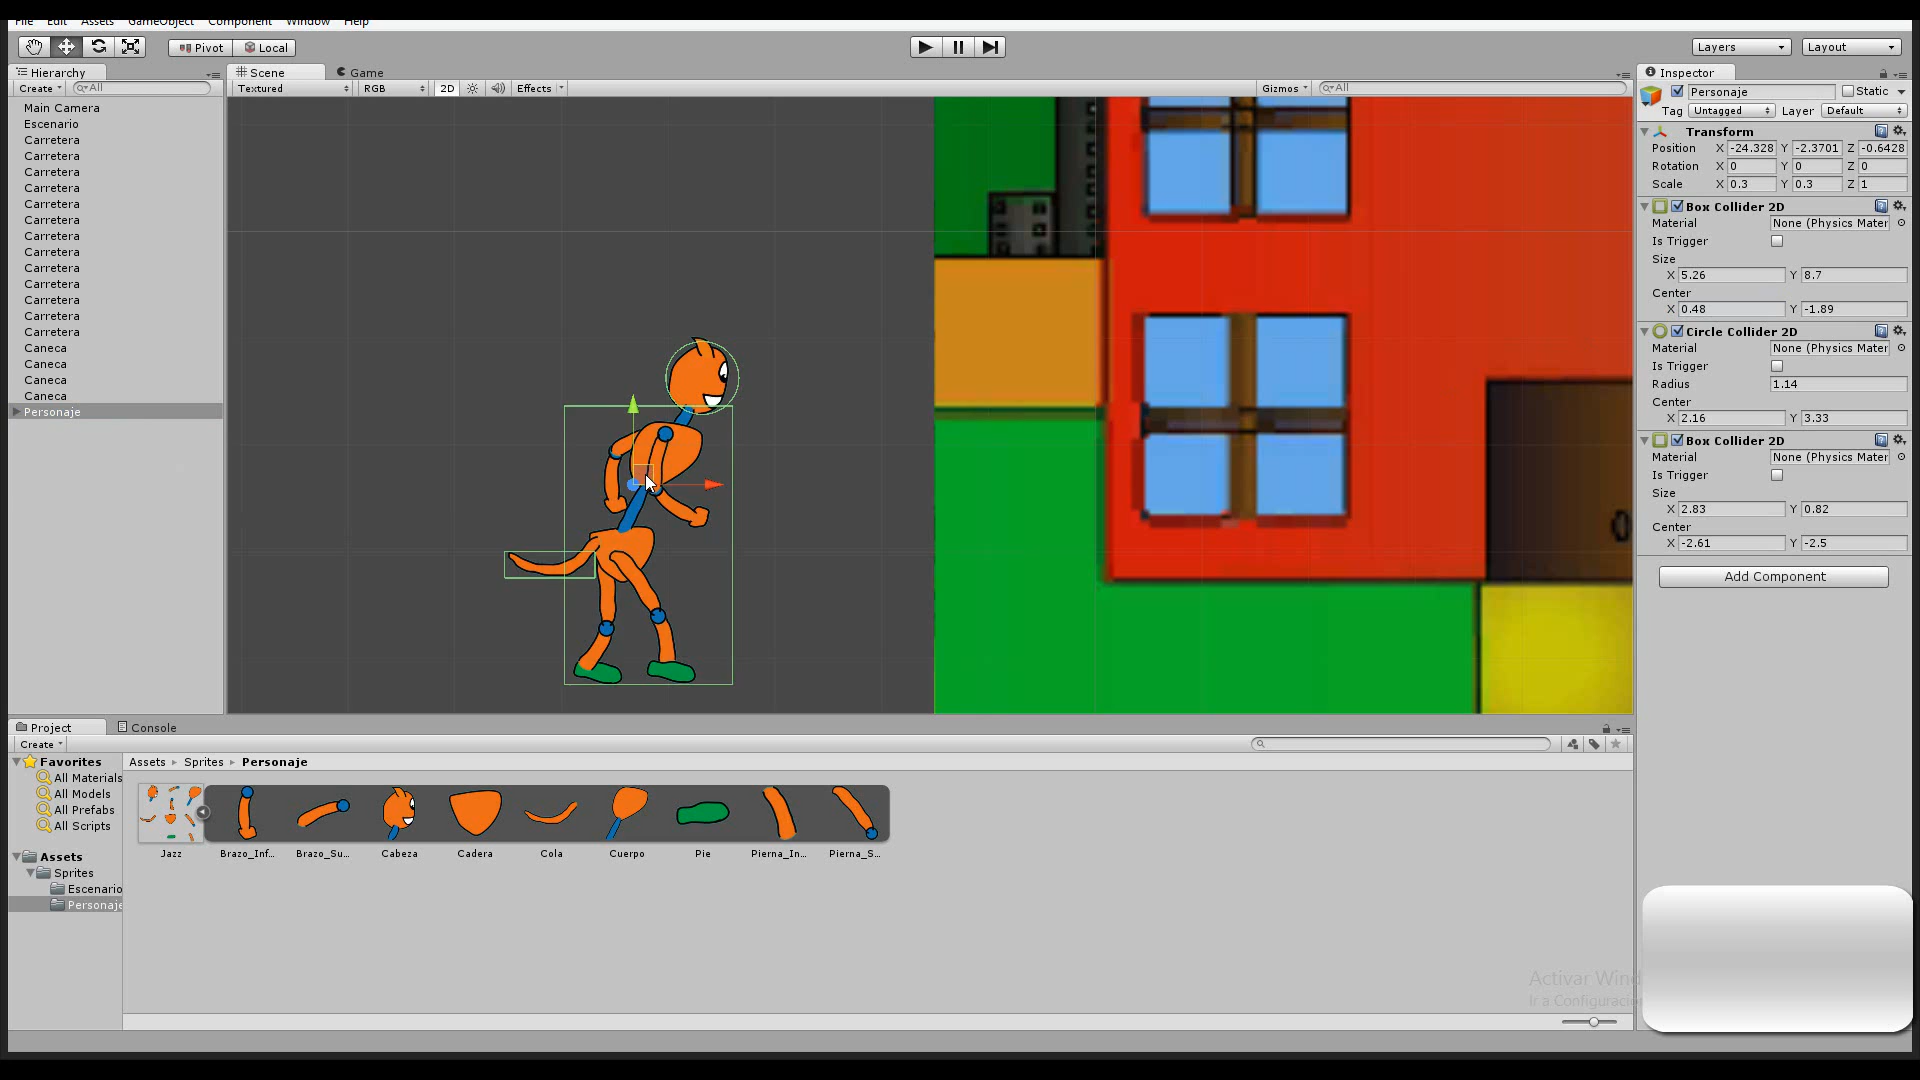 File Edit Assets GameObject Component Window Help
Pivot Local Layers Layout
Hierarchy
Create All
Main Camera
Escenario
Carretera
Carretera
Carretera
Carretera
Carretera
Carretera
Carretera
Carretera
Carretera
Carretera
Carretera
Carretera
Carretera
Caneca
Caneca
Caneca
Caneca
Personaje
Scene Game
Textured RGB 2D Effects Gizmos All
Inspector
Personaje Static
Tag Untagged Layer Default
Transform
Position X -24.328 Y -2.3701 Z -0.6428
Rotation X 0 Y 0 Z 0
Scale X 0.3 Y 0.3 Z 1
Box Collider 2D
Material None (Physics Mater
Is Trigger
Size
X 5.26 Y 8.7
Center
X 0.48 Y -1.89
Circle Collider 2D
Material None (Physics Mater
Is Trigger
Radius 1.14
Center
X 2.16 Y 3.33
Box Collider 2D
Material None (Physics Mater
Is Trigger
Size
X 2.83 Y 0.82
Center
X -2.61 Y -2.5
Add Component
Project Console
Create
Favorites
All Materials
All Models
All Prefabs
All Scripts
Assets
Sprites
Escenario
Personaje
Assets Sprites Personaje
Jazz Brazo_Inf... Brazo_Su... Cabeza Cadera Cola Cuerpo Pie Pierna_In... Pierna_S...
Activar Wind
Ir a Configuració